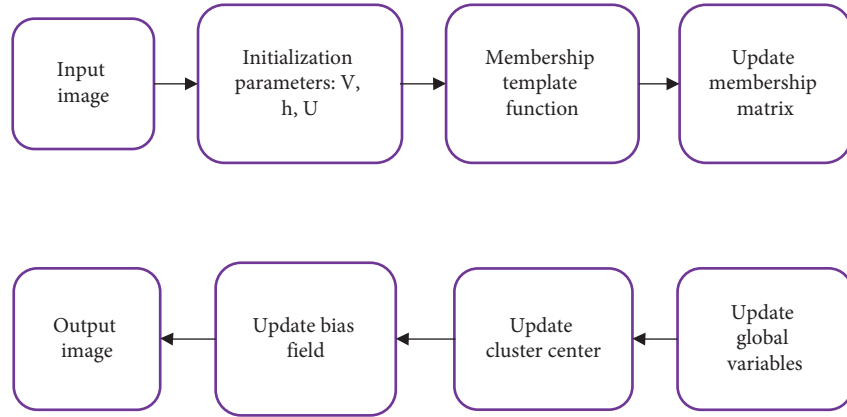 Input
image
Initialization
parameters: V,
h, U
Membership
template
function
Update
membership
matrix
Output
image
Update bias
field
Update
cluster center
Update
global
variables